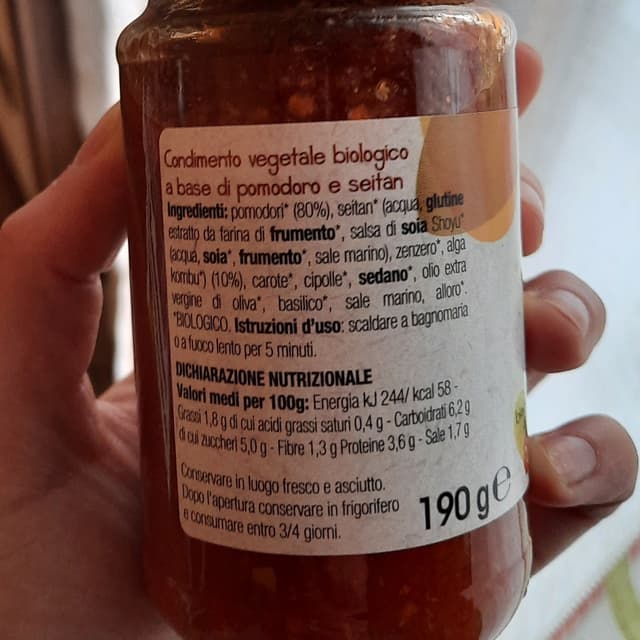 Condimento vegetale biologico
a base di pomodoro e seitan
Ingredienti: pomodori* (80%), seitan* (acqua, glutine
estratto da farina di frumento*, salsa di soia Shoyu*
(acqua, soia*, frumento*, sale marino), zenzero*, alga
kombu*) (10%), carote*, cipolle*, sedano*, olio extra
vergine di oliva*, basilico*, sale marino, alloro*.
*BIOLOGICO. Istruzioni d'uso: scaldare a bagnomaria
o a fuoco lento per 5 minuti.
DICHIARAZIONE NUTRIZIONALE
Valori medi per 100g: Energia kJ 244/ kcal 58 -
Grassi 1,8 g di cui acidi grassi saturi 0,4 g - Carboidrati 6,2 g
di cui zuccheri 5,0 g - Fibre 1,3 g Proteine 3,6 g - Sale 1,7 g
Conservare in luogo fresco e asciutto.
Dopo l'apertura conservare in frigorifero
e consumare entro 3/4 giorni.
190 g ℮